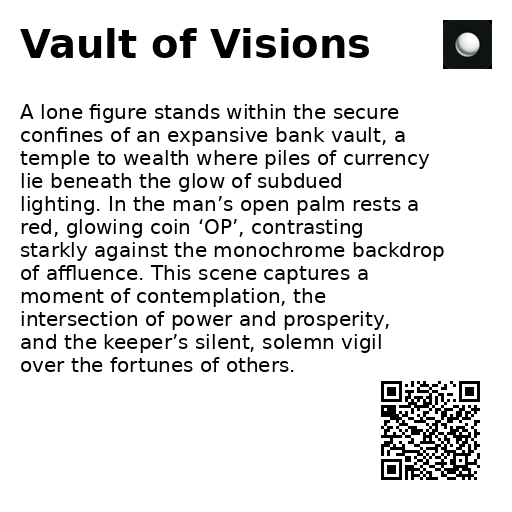 Vault of Visions
A lone figure stands within the secure
confines of an expansive bank vault, a
temple to wealth where piles of currency
lie beneath the glow of subdued
lighting. In the man’s open palm rests a
red, glowing coin ‘OP’, contrasting
starkly against the monochrome backdrop
of affluence. This scene captures a
moment of contemplation, the
intersection of power and prosperity,
and the keeper’s silent, solemn vigil
over the fortunes of others.